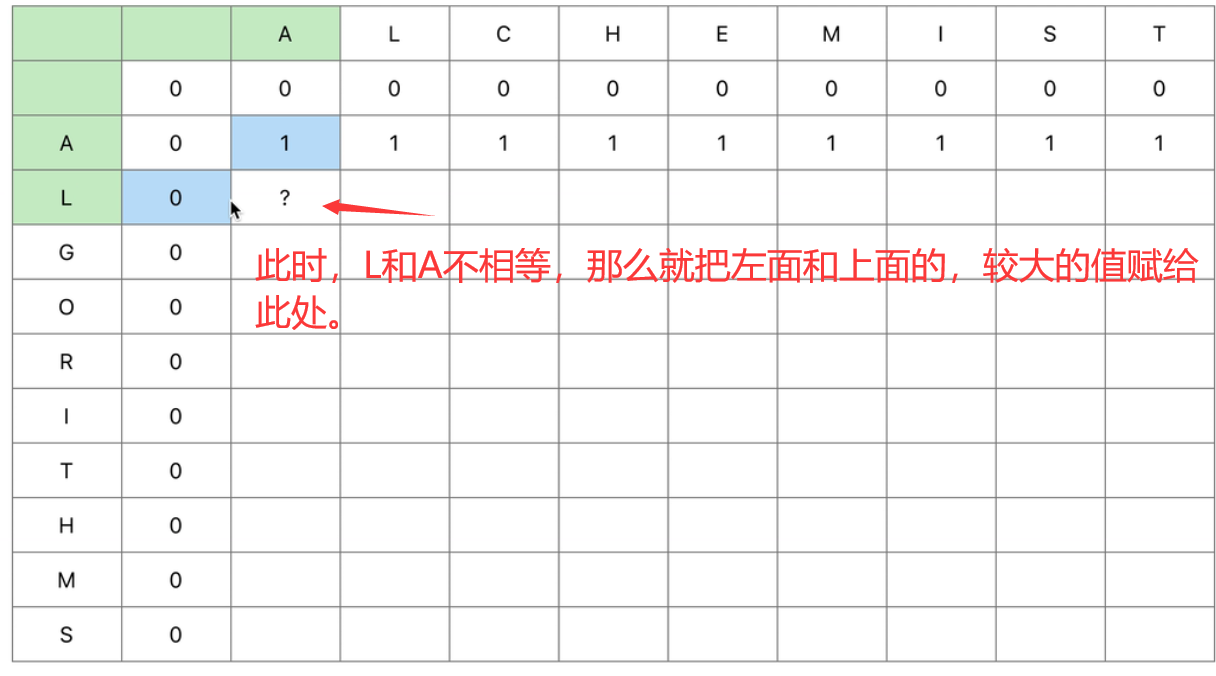 A L C H E M I S T
0 0 0 0 0 0 0 0 0 0
A 0 1 1 1 1 1 1 1 1 1
L 0 ?
G 0
此时，L和A不相等，那么就把左面和上面的，较大的值赋给
O 0
此处。
R 0
I 0
T 0
H 0
M 0
S 0